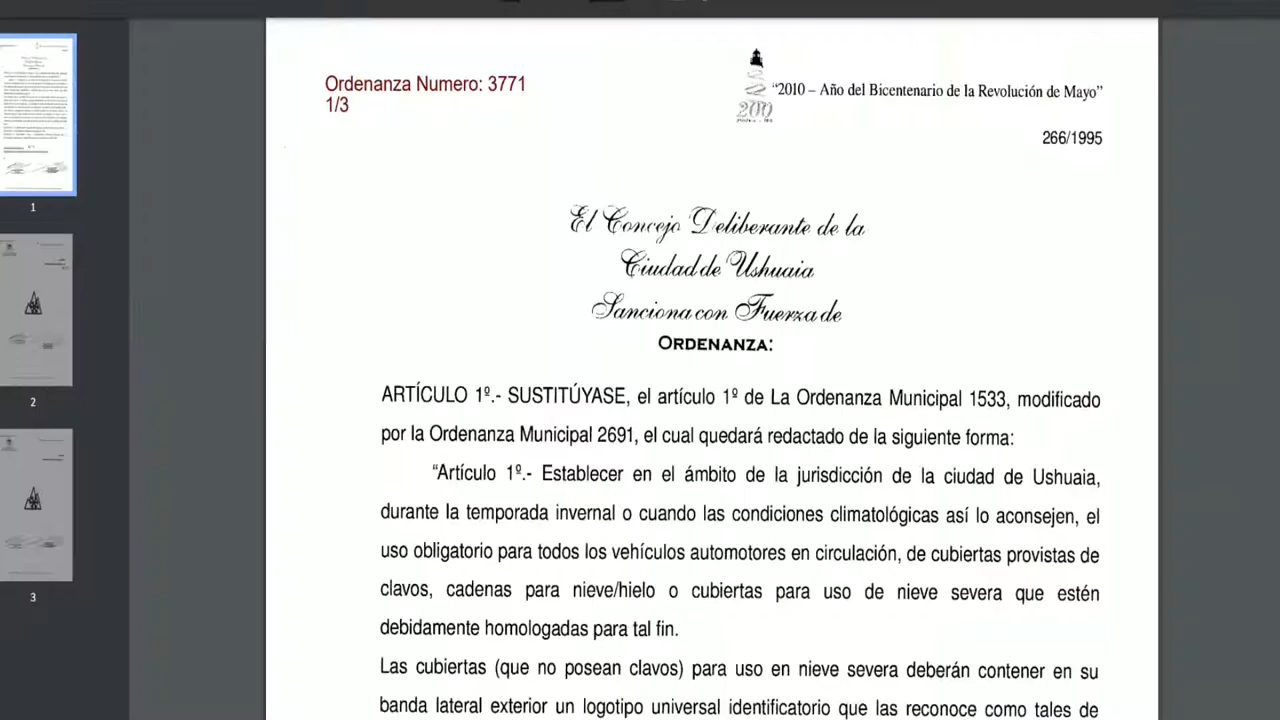 Ordenanza Numero: 3771
1/3
200
“2010 – Año del Bicentenario de la Revolución de Mayo”
266/1995
El Concejo Deliberante de la
Ciudad de Ushuaia
Sanciona con Fuerza de
ORDENANZA:
ARTÍCULO 1º.- SUSTITÚYASE, el artículo 1º de La Ordenanza Municipal 1533, modificado
por la Ordenanza Municipal 2691, el cual quedará redactado de la siguiente forma:
“Artículo 1º.- Establecer en el ámbito de la jurisdicción de la ciudad de Ushuaia,
durante la temporada invernal o cuando las condiciones climatológicas así lo aconsejen, el
uso obligatorio para todos los vehículos automotores en circulación, de cubiertas provistas de
clavos, cadenas para nieve/hielo o cubiertas para uso de nieve severa que estén
debidamente homologadas para tal fin.
Las cubiertas (que no posean clavos) para uso en nieve severa deberán contener en su
banda lateral exterior un logotipo universal identificatorio que las reconoce como tales de
1
2
3